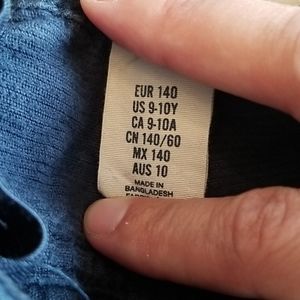 EUR 140
US 9-10Y
CA 9-10A
CN 140/60
MX 140
AUS 10
MADE IN
BANGLADESH